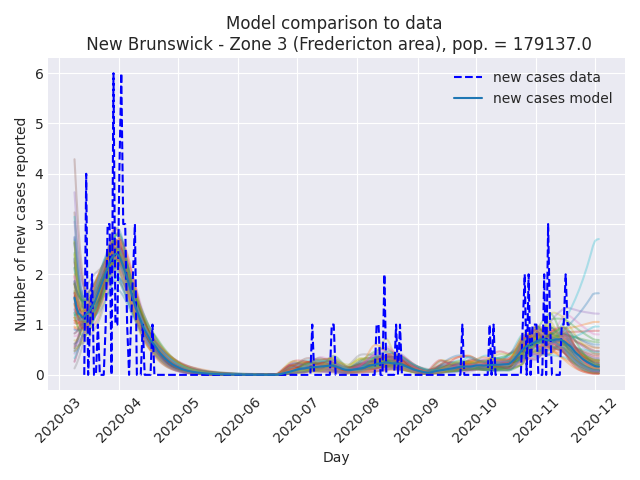 Model comparison to data
New Brunswick - Zone 3 (Fredericton area), pop. = 179137.0
new cases data
new cases model
Number of new cases reported
6
5
4
3
2
1
0
2020-03
2020-04
2020-05
2020-06
2020-07
2020-08
2020-09
2020-10
2020-11
2020-12
Day